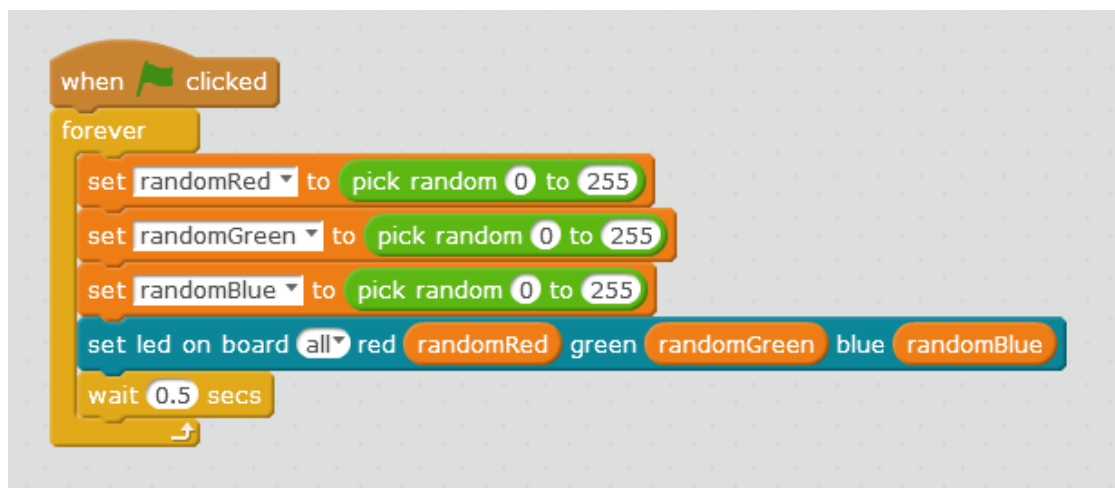 when clicked
forever
set randomRed to pick random 0 to 255
set randomGreen to pick random 0 to 255
set randomBlue to pick random 0 to 255
set led on board all red randomRed green randomGreen blue randomBlue
wait 0.5 secs